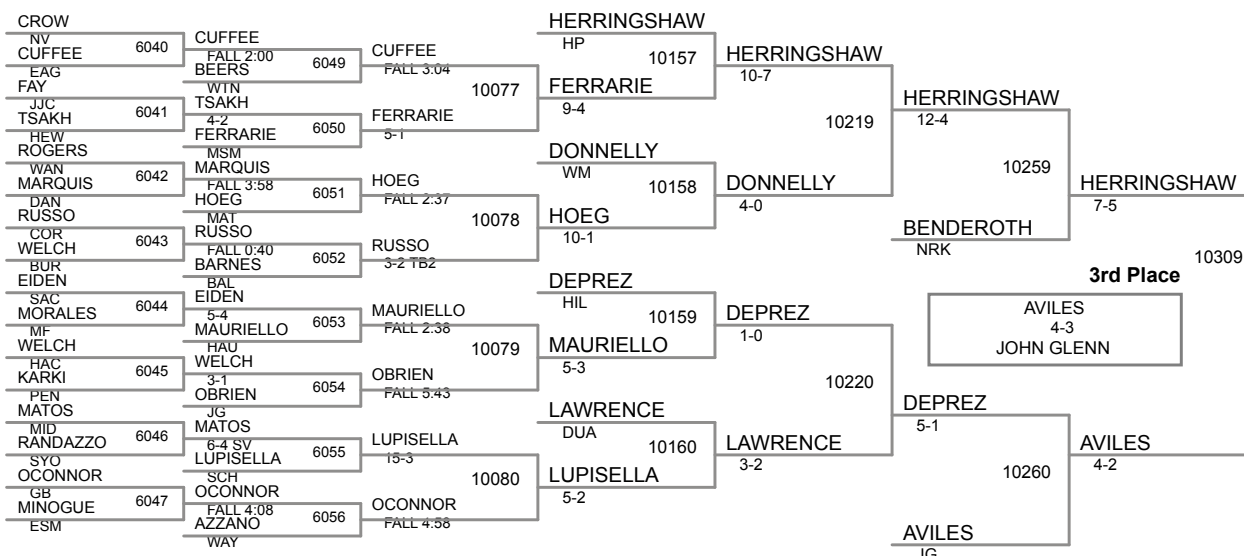 CROW
NV
6040
CUFFEE
EAG
FAY
JJC
6041
TSAKH
HEW
ROGERS
WAN
6042
MARQUIS
DAN
RUSSO
COR
6043
WELCH
BUR
EIDEN
SAC
6044
MORALES
MF
WELCH
HAC
6045
KARKI
PEN
MATOS
MID
6046
RANDAZZO
SYO
OCONNOR
GB
6047
MINOGUE
ESM
CUFFEE
FALL 2:00
6049
BEERS
WTN
TSAKH
4-2
6050
FERRARIE
MSM
MARQUIS
FALL 3:58
6051
HOEG
MAT
RUSSO
FALL 0:40
6052
BARNES
BAL
EIDEN
5-4
6053
MAURIELLO
HAU
WELCH
3-1
6054
OBRIEN
JG
MATOS
6-4 SV
6055
LUPISELLA
SCH
OCONNOR
FALL 4:08
6056
AZZANO
WAY
CUFFEE
FALL 3:04
10077
FERRARIE
5-1
HOEG
FALL 2:37
10078
RUSSO
3-2 TB2
MAURIELLO
FALL 2:38
10079
OBRIEN
FALL 5:43
LUPISELLA
15-3
10080
OCONNOR
FALL 4:58
HERRINGSHAW
HP
10157
FERRARIE
9-4
DONNELLY
WM
10158
HOEG
10-1
DEPREZ
HIL
10159
MAURIELLO
5-3
LAWRENCE
DUA
10160
LUPISELLA
5-2
HERRINGSHAW
10-7
10219
DONNELLY
4-0
DEPREZ
1-0
10220
LAWRENCE
3-2
HERRINGSHAW
12-4
10259
BENDEROTH
NRK
DEPREZ
5-1
10260
AVILES
JG
HERRINGSHAW
7-5
10309
AVILES
4-2
3rd Place
AVILES
4-3
JOHN GLENN